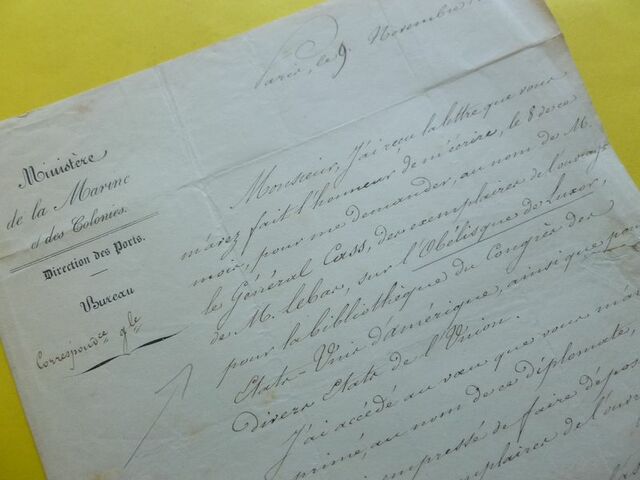 Paris, le 9 Novembre
Ministère
de la Marine
et des Colonies.
Direction des Ports.
Bureau
Correspond.ce g.le
Monsieur, J'ai reçu la lettre que vous
m'avez fait l'honneur de m'écrire, le 8 de ce
mois, pour me demander, au nom de M.
le Général Cass, des exemplaires de l'ouvrage
de M. Lebas, sur l'Obélisque de Luxor,
pour la bibliothèque du Congrès des
Etats-Unis d'amérique, ainsi que pour
divers Etats de l'Union.
J'ai accédé au vœu que vous m'av
primé, au nom de ce diplomate,
empressé de faire dépos
mplaires de l'ouvr